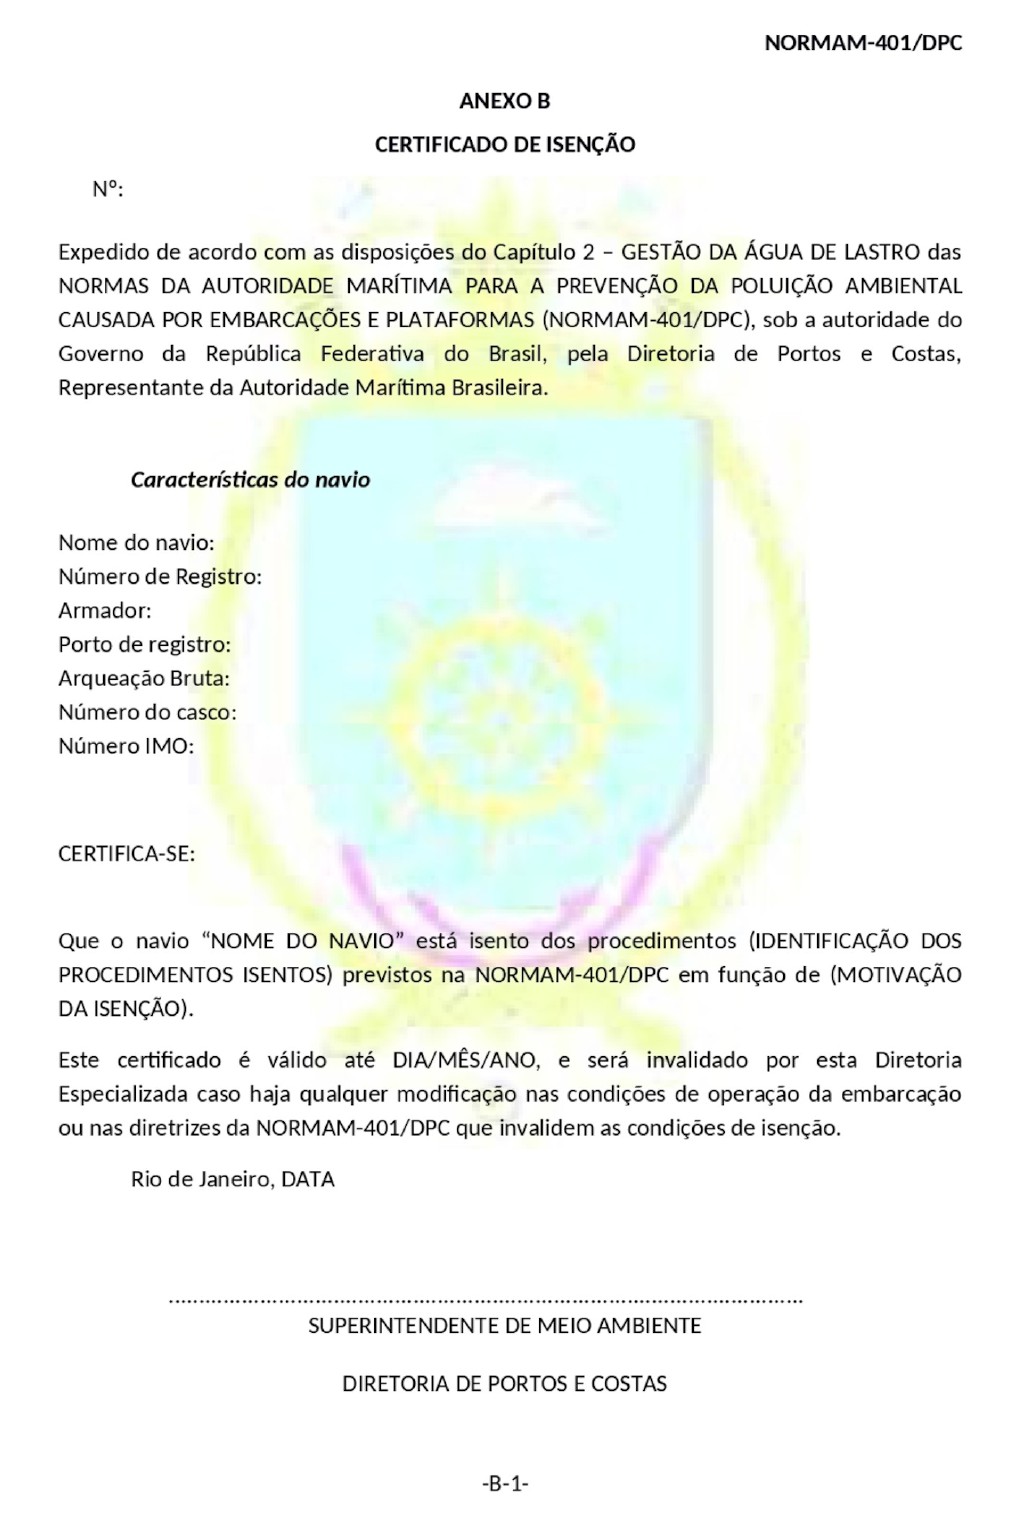 NORMAM-401/DPC
ANEXO B
CERTIFICADO DE ISENÇÃO
Nº:
Expedido de acordo com as disposições do Capítulo 2 – GESTÃO DA ÁGUA DE LASTRO das
NORMAS DA AUTORIDADE MARÍTIMA PARA A PREVENÇÃO DA POLUIÇÃO AMBIENTAL
CAUSADA POR EMBARCAÇÕES E PLATAFORMAS (NORMAM-401/DPC), sob a autoridade do
Governo da República Federativa do Brasil, pela Diretoria de Portos e Costas,
Representante da Autoridade Marítima Brasileira.
Características do navio
Nome do navio:
Número de Registro:
Armador:
Porto de registro:
Arqueação Bruta:
Número do casco:
Número IMO:
CERTIFICA-SE:
Que o navio “NOME DO NAVIO” está isento dos procedimentos (IDENTIFICAÇÃO DOS
PROCEDIMENTOS ISENTOS) previstos na NORMAM-401/DPC em função de (MOTIVAÇÃO
DA ISENÇÃO).
Este certificado é válido até DIA/MÊS/ANO, e será invalidado por esta Diretoria
Especializada caso haja qualquer modificação nas condições de operação da embarcação
ou nas diretrizes da NORMAM-401/DPC que invalidem as condições de isenção.
Rio de Janeiro, DATA
......................................................................................................
SUPERINTENDENTE DE MEIO AMBIENTE
DIRETORIA DE PORTOS E COSTAS
-B-1-